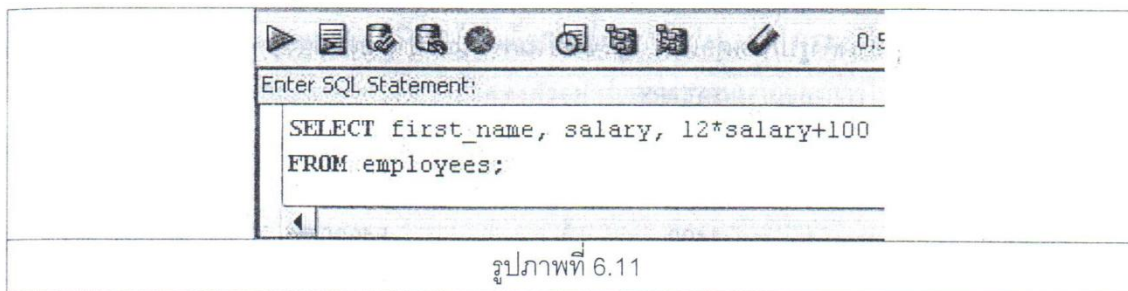 0.5
Enter SQL Statement:
SELECT first_name, salary, 12*salary+100
FROM employees;
รูปภาพที่ 6.11